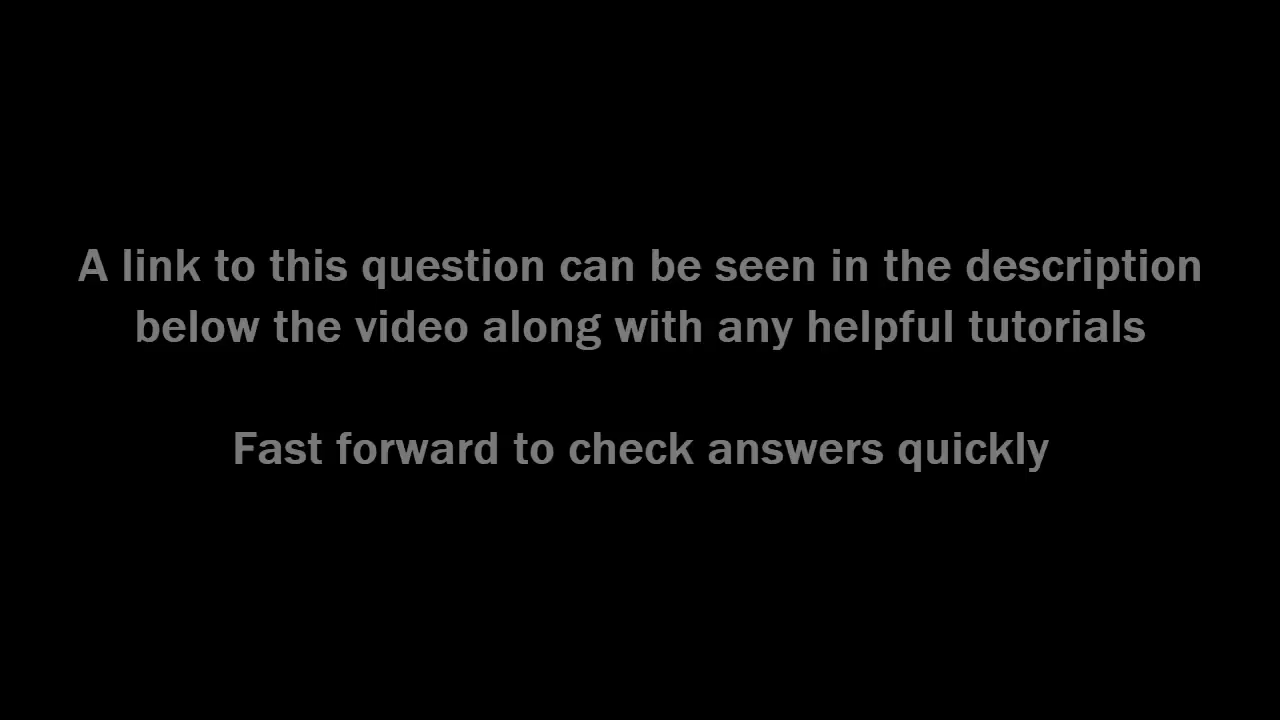 A link to this question can be seen in the description
below the video along with any helpful tutorials
Fast forward to check answers quickly